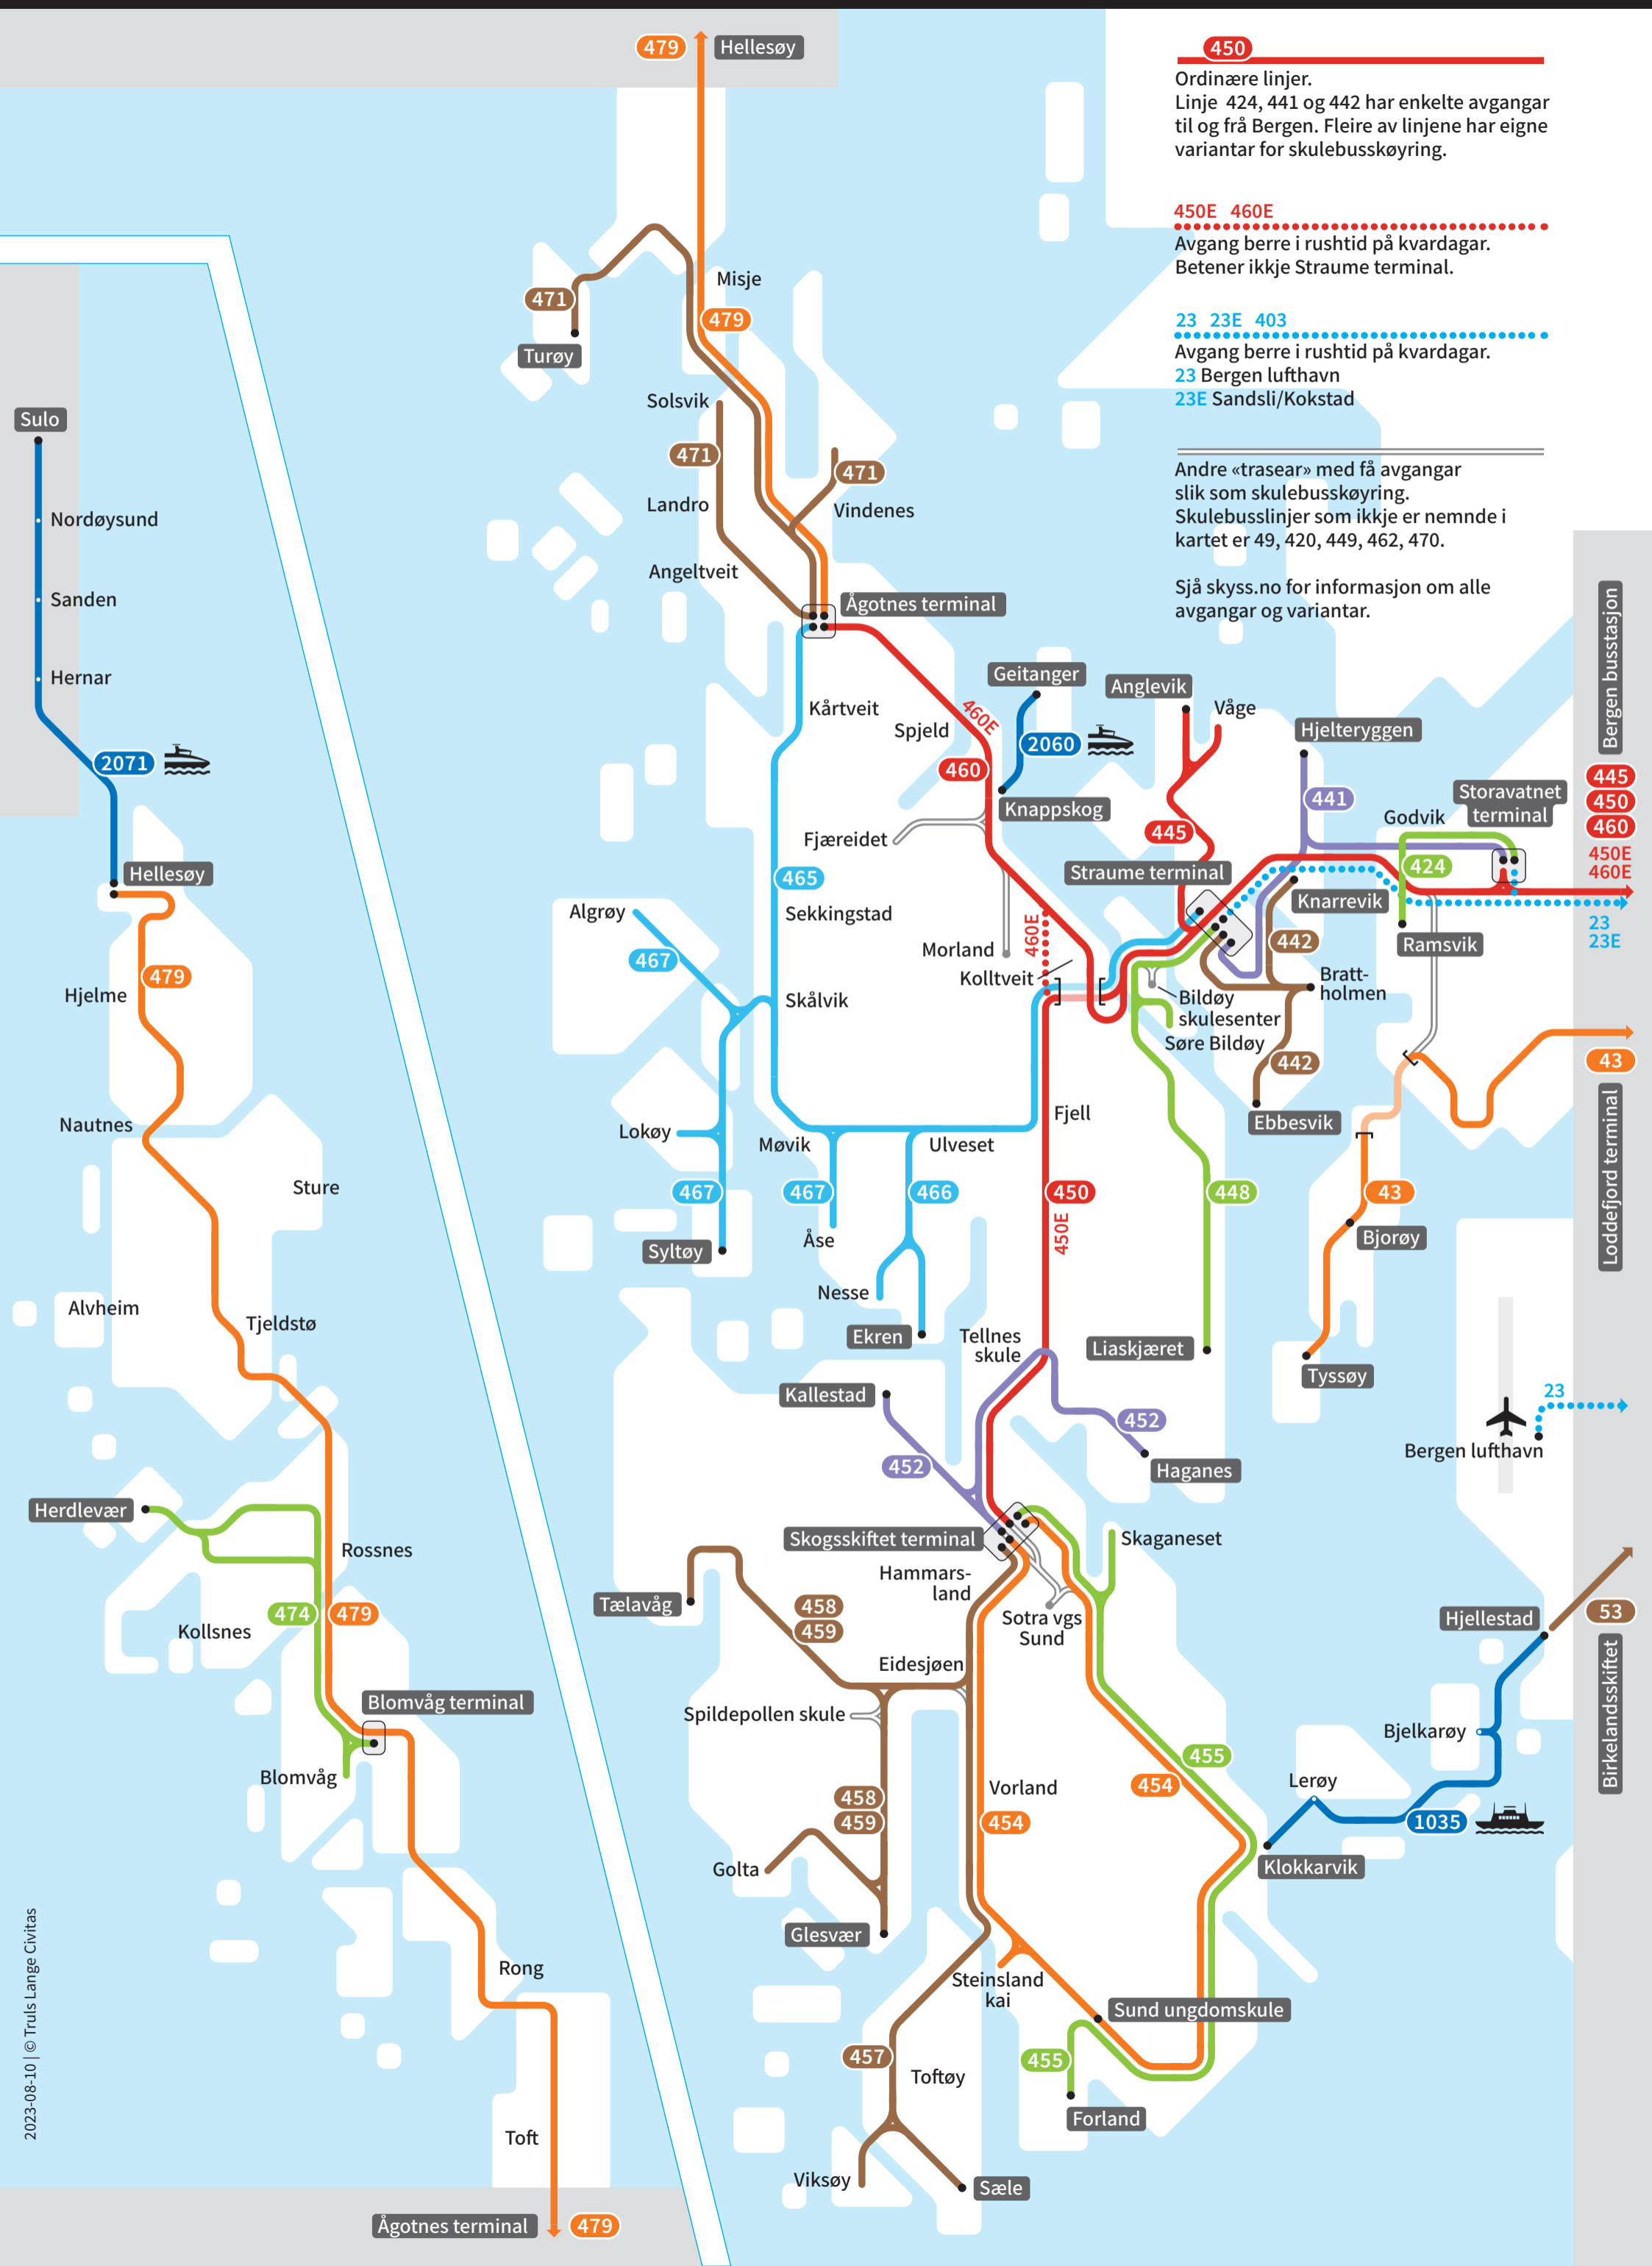 479
Hellesøy
450
Ordinære linjer.
Linje 424, 441 og 442 har enkelte avgangar
til og frå Bergen. Fleire av linjene har eigne
variantar for skulebusskøyring.
450E 460E
Avgang berre i rushtid på kvardagar.
Betener ikkje Straume terminal.
23 23E 403
Avgang berre i rushtid på kvardagar.
23 Bergen lufthavn
23E Sandsli/Kokstad
Andre «trasear» med få avgangar
slik som skulebusskøyring.
Skulebusslinjer som ikkje er nemnde i
kartet er 49, 420, 449, 462, 470.
Sjå skyss.no for informasjon om alle
avgangar og variantar.
Misje
471
479
Turøy
Solsvik
471
471
Landro
Vindenes
Angeltveit
Ågotnes terminal
Sulo
Nordøysund
Sanden
Hernar
2071
Hellesøy
479
Hjelme
Nautnes
Sture
Alvheim
Tjeldstø
Herdlevær
Rossnes
474
479
Kollsnes
Blomvåg terminal
Blomvåg
Rong
Toft
Ågotnes terminal
479
2023-08-10 | © Truls Lange Civitas
Kårtveit
Spjeld
460E
460
Geitanger
2060
Knappskog
Fjæreidet
Anglevik
Våge
445
Hjelteryggen
441
Godvik
Storavatnet
terminal
424
Bergen busstasjon
445
450
460
450E
460E
23
23E
Straume terminal
Knarrevik
Ramsvik
442
Bratt-
holmen
465
Sekkingstad
Algrøy
467
Skålvik
Morland
460E
Kolltveit
Bildøy
skulesenter
Søre Bildøy
442
Ebbesvik
43
Loddefjord terminal
Lokøy
Møvik
Ulveset
Fjell
467
467
466
450
450E
448
43
Bjorøy
Syltøy
Åse
Nesse
Ekren
Tellnes
skule
Liaskjæret
Tyssøy
Kallestad
452
452
Haganes
23
Bergen lufthavn
Skogsskiftet terminal
Skaganeset
Hammars-
land
Tælavåg
458
459
Sotra vgs
Sund
Hjellestad
53
Birkelandsskiftet
Eidesjøen
Spildepollen skule
Bjelkarøy
455
454
Lerøy
458
459
Vorland
454
1035
Klokkarvik
Golta
Glesvær
Steinsland
kai
Sund ungdomskule
457
455
Toftøy
Forland
Viksøy
Sæle